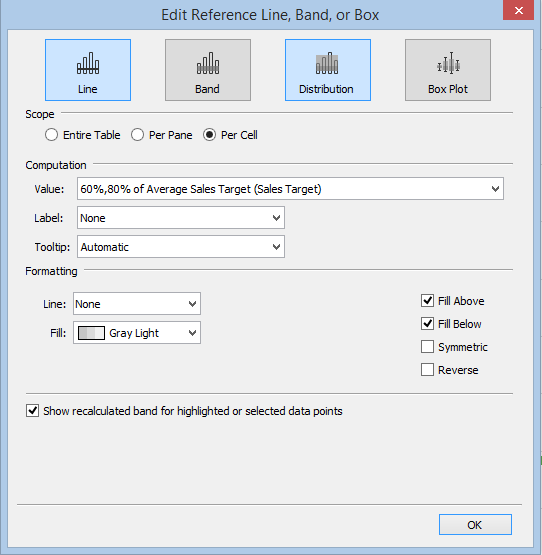 Edit Reference Line, Band, or Box
Line Band Distribution Box Plot
Scope
Entire Table Per Pane Per Cell
Computation
Value: 60%,80% of Average Sales Target (Sales Target)
Label: None
Tooltip: Automatic
Formatting
Line: None
Fill Above
Fill: Gray Light
Fill Below
Symmetric
Reverse
Show recalculated band for highlighted or selected data points
OK